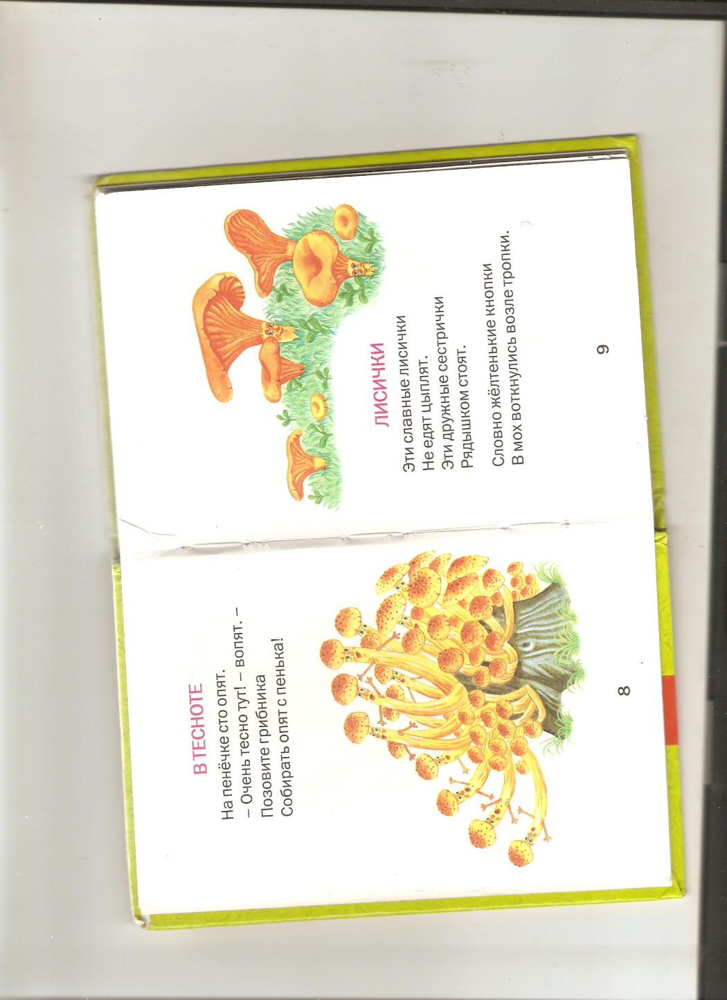 В ТЕСНОТЕ
На пенёчке сто опят.
– Очень тесно тут! – вопят. –
Позовите грибника
Собирать опят с пенька!
8
ЛИСИЧКИ
Эти славные лисички
Не едят цыплят.
Эти дружные сестрички
Рядышком стоят.
Словно жёлтенькие кнопки
В мох воткнулись возле тропки.
9